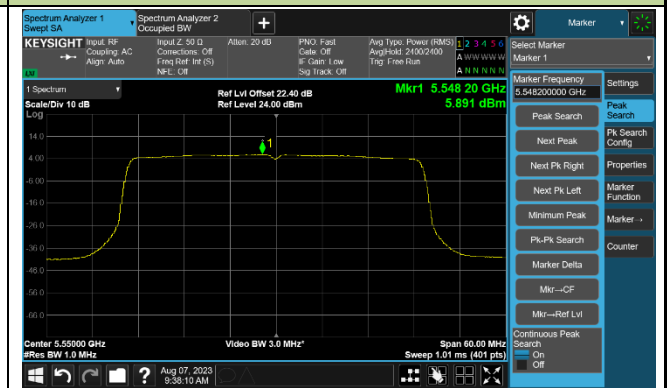 Spectrum Analyzer 1
Swept SA
Spectrum Analyzer 2
Occupied BW
Marker
KEYSIGHT
Input: RF
Coupling: AC
Align: Auto
Input Z: 50 Ω
Corrections: Off
Freq Ref: Int (S)
NFE: Off
Atten: 20 dB
PNO: Fast
Gate: Off
IF Gain: Low
Sig Track: Off
Avg Type: Power (RMS)
Avg|Hold: 2400/2400
Trig: Free Run
1 2 3 4 5 6
A W W W W W
A N N N N N
LXI
Select Marker
Marker 1
1 Spectrum
Scale/Div 10 dB
Log
Ref Lvl Offset 22.40 dB
Ref Level 24.00 dBm
Mkr1 5.548 20 GHz
5.891 dBm
14.0
4.00
-6.00
-16.0
-26.0
-36.0
-46.0
-56.0
-66.0
1
Center 5.55000 GHz
#Res BW 1.0 MHz
Video BW 3.0 MHz*
Span 60.00 MHz
Sweep 1.01 ms (401 pts)
Marker Frequency
5.548200000 GHz
Peak Search
Next Peak
Next Pk Right
Next Pk Left
Minimum Peak
Pk-Pk Search
Marker Delta
Mkr→CF
Mkr→Ref Lvl
Continuous Peak
Search
On
Off
Settings
Peak
Search
Pk Search
Config
Properties
Marker
Function
Marker→
Counter
?
Aug 07, 2023
9:38:10 AM